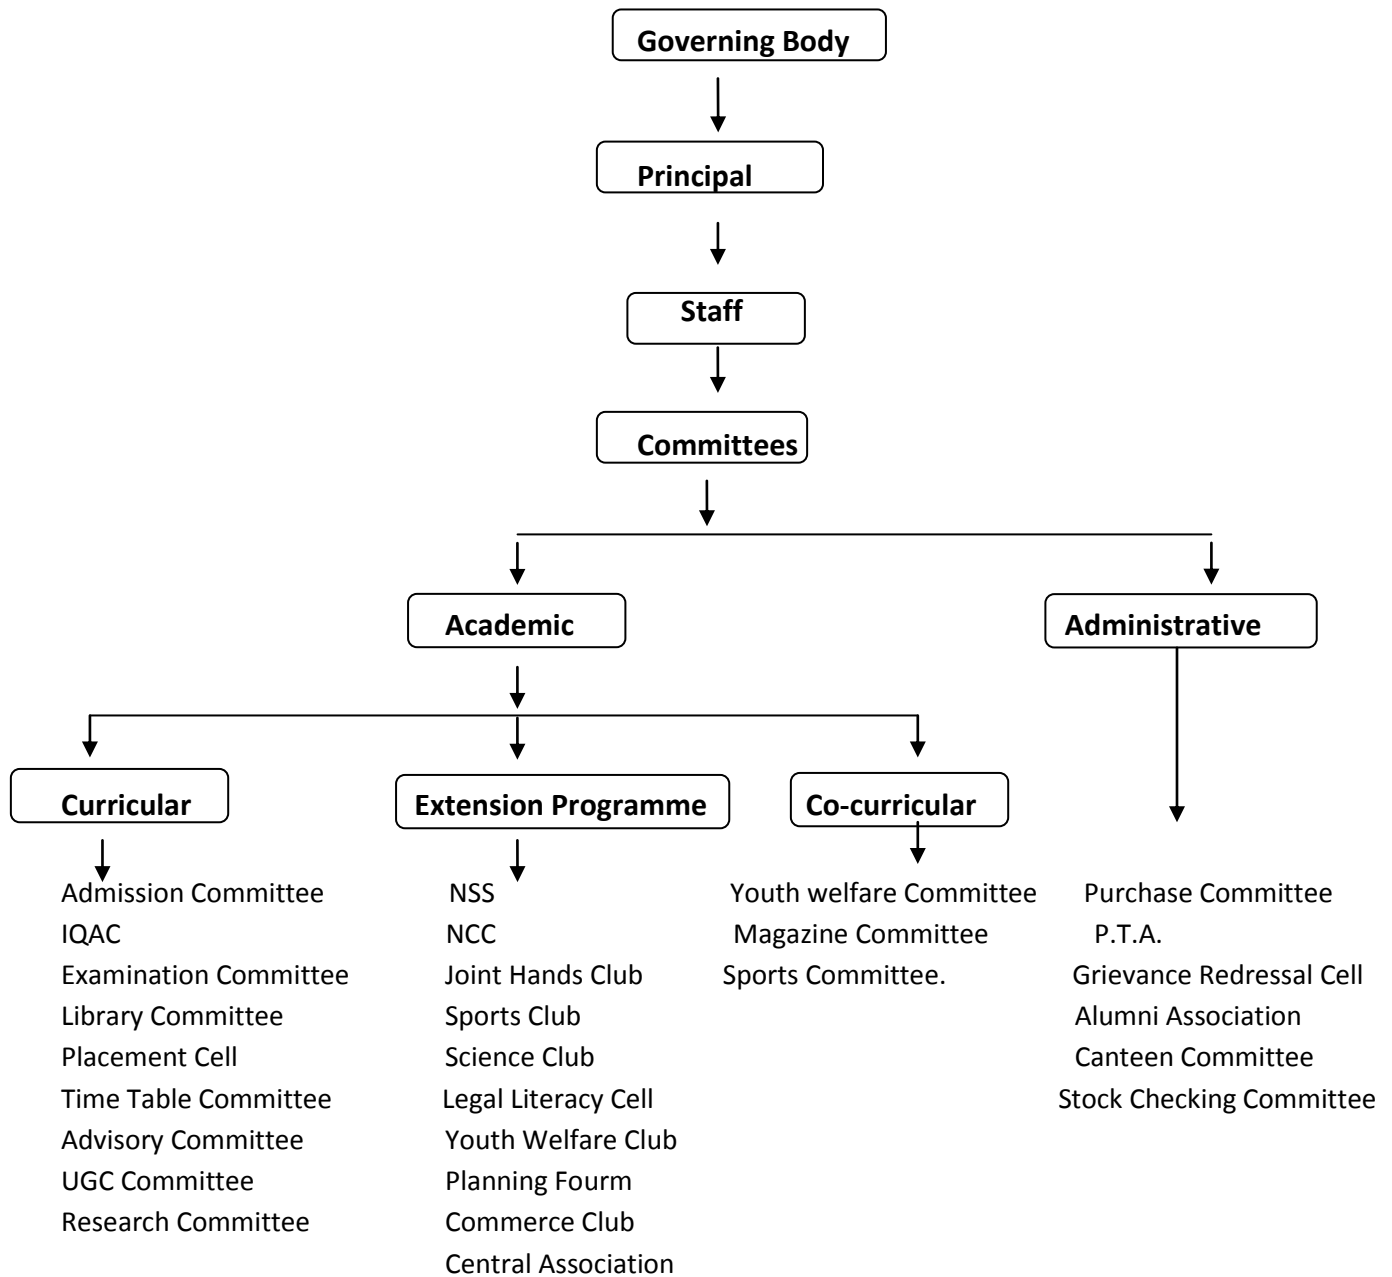 Governing Body
Principal
Staff
Committees
Academic
Administrative
Curricular
Extension Programme
Co-curricular
Admission Committee
IQAC
Examination Committee
Library Committee
Placement Cell
Time Table Committee
Advisory Committee
UGC Committee
Research Committee
NSS
NCC
Joint Hands Club
Sports Club
Science Club
Legal Literacy Cell
Youth Welfare Club
Planning Fourm
Commerce Club
Central Association
Youth welfare Committee
Magazine Committee
Sports Committee.
Purchase Committee
P.T.A.
Grievance Redressal Cell
Alumni Association
Canteen Committee
Stock Checking Committee